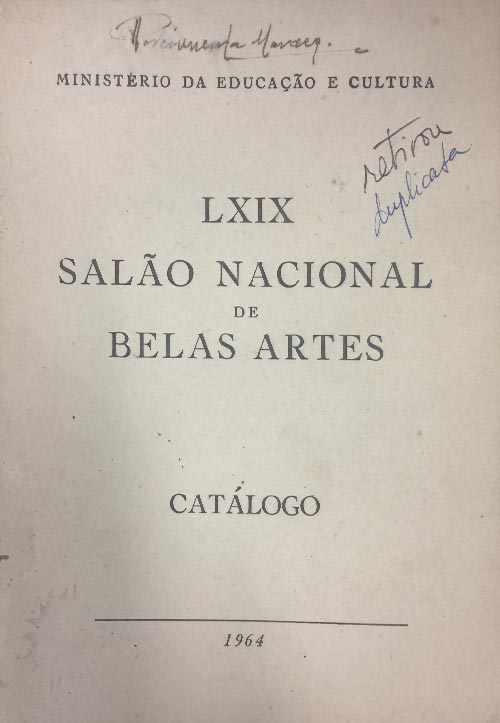 MINISTÉRIO DA EDUCAÇÃO E CULTURA
retirou
duplicata
LXIX
SALÃO NACIONAL
DE
BELAS ARTES
CATÁLOGO
1964